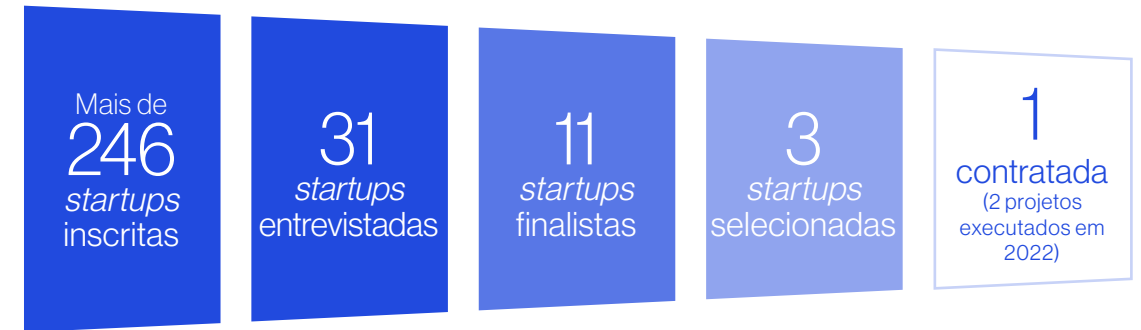 Mais de
246
startups
inscritas
31
startups
entrevistadas
11
startups
finalistas
3
startups
selecionadas
1
contratada
(2 projetos
executados em
2022)